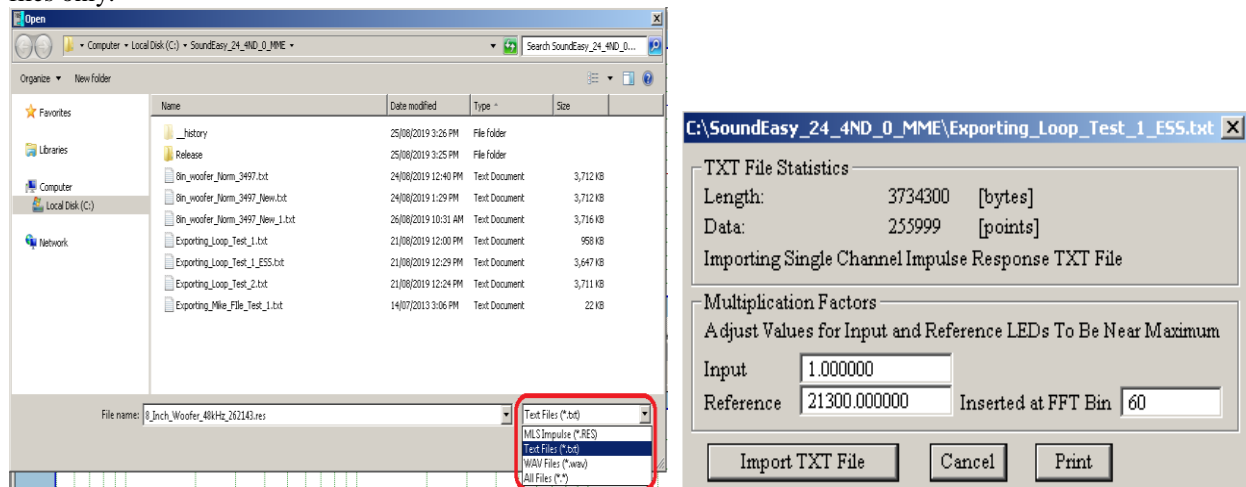 Open
Computer Local Disk (C:) SoundEasy_24_4ND_0_MME
Search SoundEasy_24_4ND_0...
Organize New folder
Favorites
Libraries
Computer
Local Disk (C:)
Network
Name Date modified Type Size
__history 25/08/2019 3:26 PM File folder
Release 25/08/2019 3:25 PM File folder
8in_woofer_Norm_3497.txt 24/08/2019 12:40 PM Text Document 3,712 KB
8in_woofer_Norm_3497_New.txt 24/08/2019 1:29 PM Text Document 3,712 KB
8in_woofer_Norm_3497_New_1.txt 26/08/2019 10:31 AM Text Document 3,716 KB
Exporting_Loop_Test_1.txt 21/08/2019 12:00 PM Text Document 958 KB
Exporting_Loop_Test_1_ESS.txt 21/08/2019 12:29 PM Text Document 3,647 KB
Exporting_Loop_Test_2.txt 21/08/2019 12:24 PM Text Document 3,711 KB
Exporting_Mike_FIle_Test_1.txt 14/07/2013 3:06 PM Text Document 22 KB
File name: 8_Inch_Woofer_48kHz_262143.res
Text Files (*.txt)
MLS Impulse (*.RES)
Text Files (*.txt)
WAV Files (*.wav)
All Files (*.*)
C:\SoundEasy_24_4ND_0_MME\Exporting_Loop_Test_1_ESS.txt
TXT File Statistics
Length: 3734300 [bytes]
Data: 255999 [points]
Importing Single Channel Impulse Response TXT File
Multiplication Factors
Adjust Values for Input and Reference LEDs To Be Near Maximum
Input 1.000000
Reference 21300.000000 Inserted at FFT Bin 60
Import TXT File Cancel Print